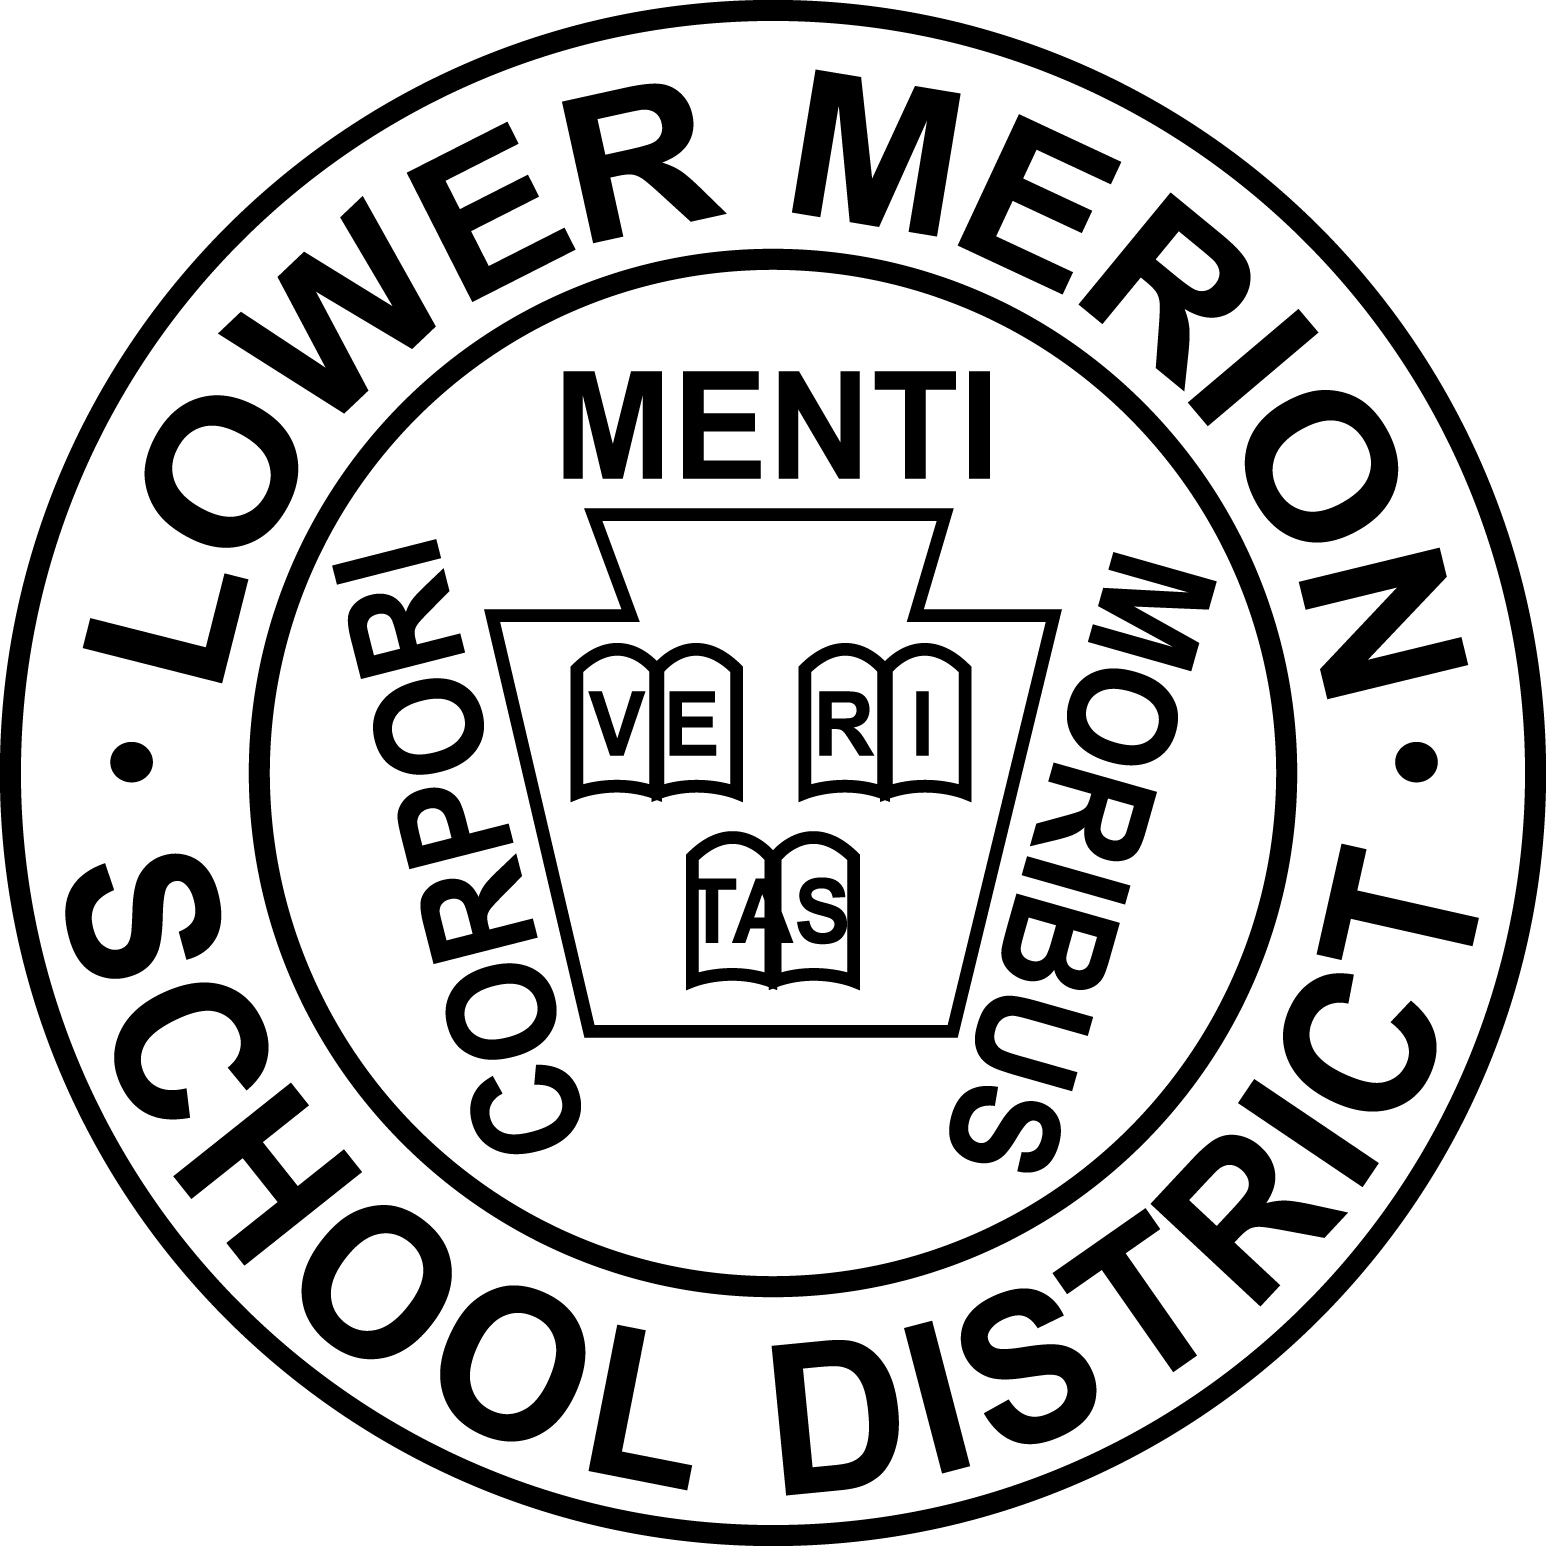 LOWER MERION
MENTI
CORPORI
MORIBUS
VE RI
TAS
SCHOOL DISTRICT